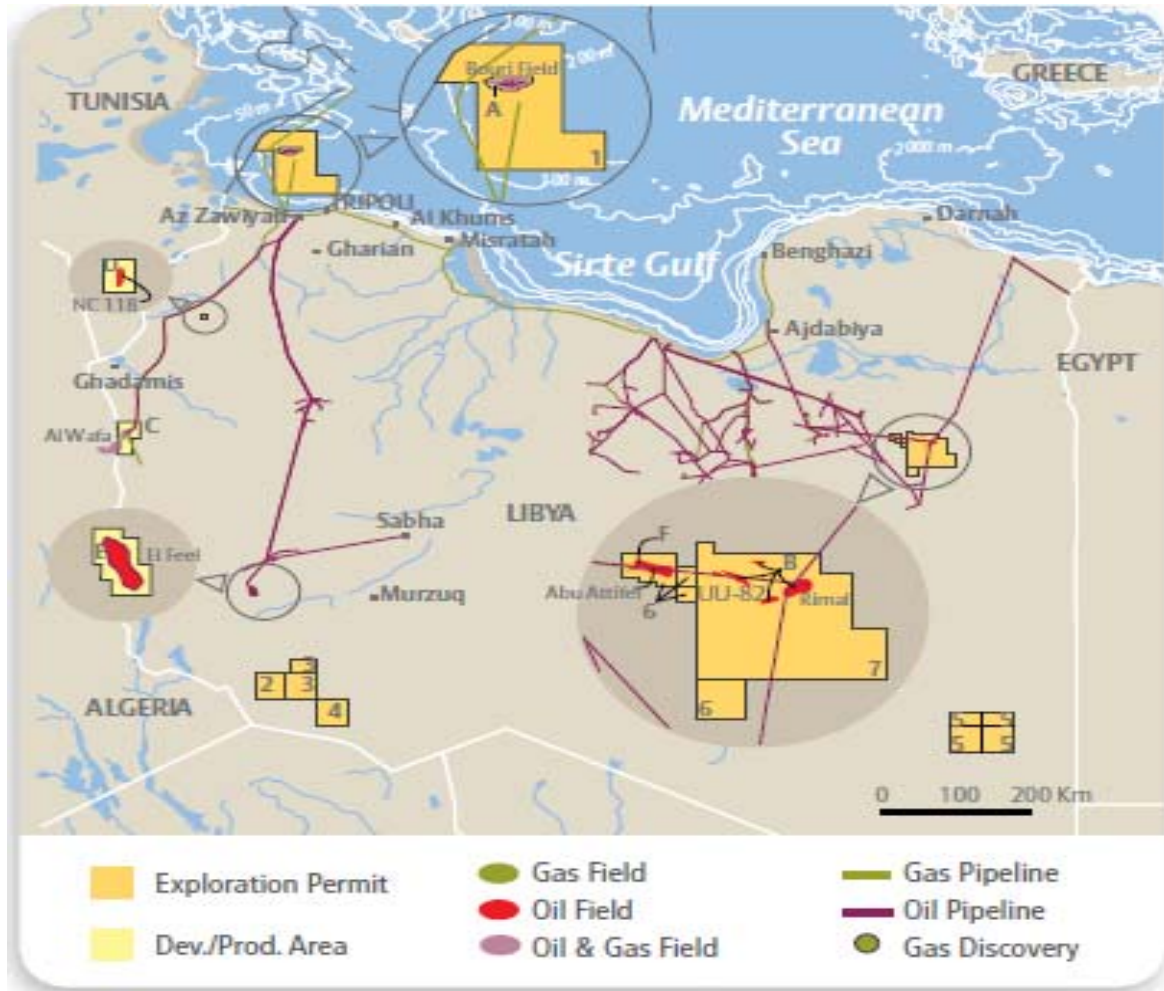 100 m
200 m
Bouri Field
GREECE
TUNISIA
50 m
A
Mediterranean
Sea
2000 m
1
100 m
TRIPOLI
Az Zawiyah
Al Khums
Darnah
Gharian
Misratah
Benghazi
Sirte Gulf
D
NC 118
Ajdabiya
EGYPT
Ghadamis
C
Al Wafa
LIBYA
Sabha
F
E
El Feel
B
Murzuq
Abu Attifel
UU-82
Rimal
6
3
2
3
7
ALGERIA
4
6
5 5
5 5
0 100 200 Km
Exploration Permit
Dev./Prod. Area
Gas Field
Oil Field
Oil & Gas Field
Gas Pipeline
Oil Pipeline
Gas Discovery